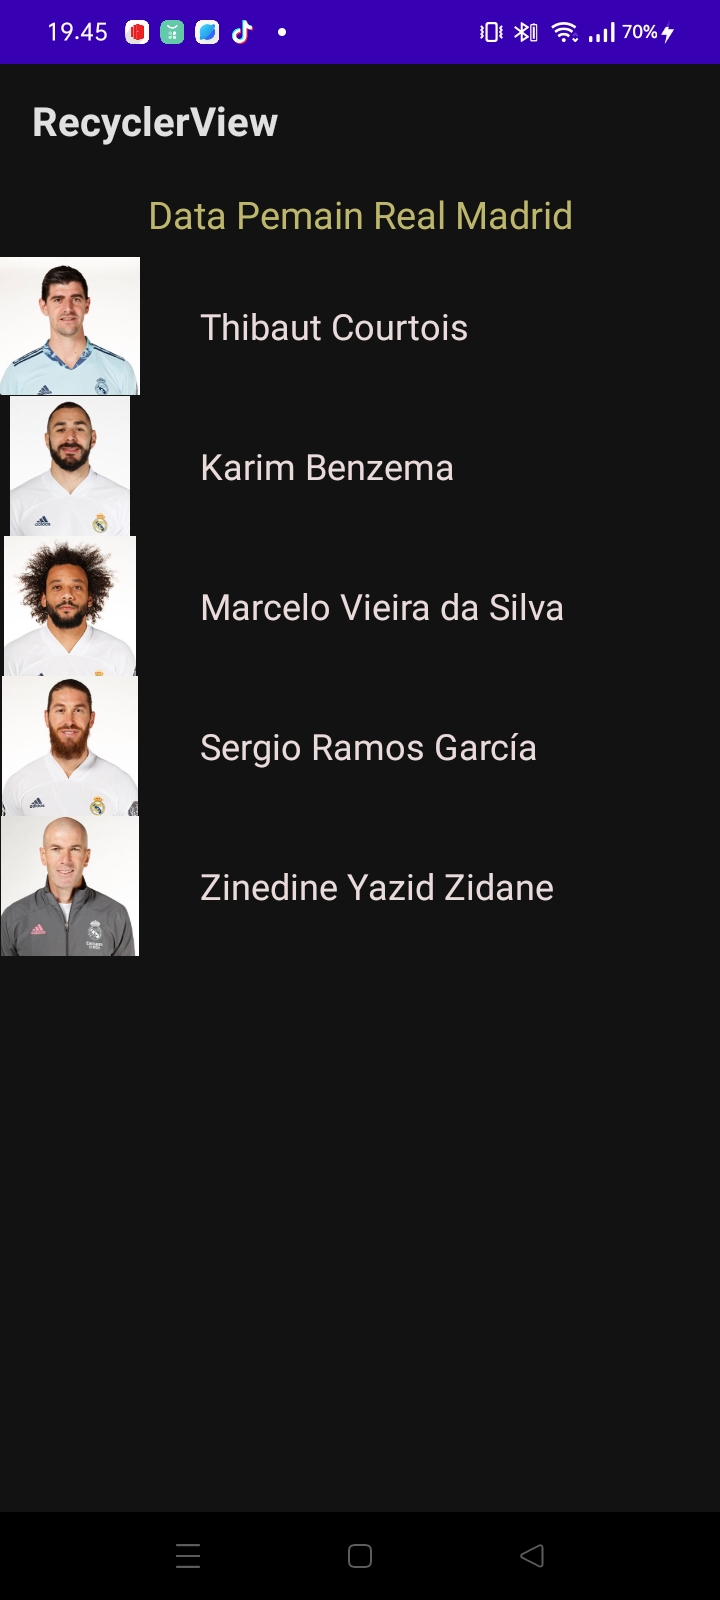 19.45
70%
RecyclerView
Data Pemain Real Madrid
Thibaut Courtois
Karim Benzema
Marcelo Vieira da Silva
Sergio Ramos García
Zinedine Yazid Zidane